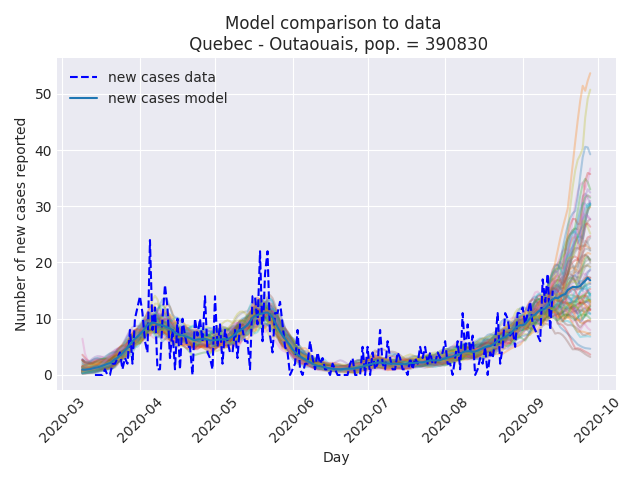 Model comparison to data
Quebec - Outaouais, pop. = 390830
new cases data
new cases model
Number of new cases reported
50
40
30
20
10
0
2020-03
2020-04
2020-05
2020-06
2020-07
2020-08
2020-09
2020-10
Day